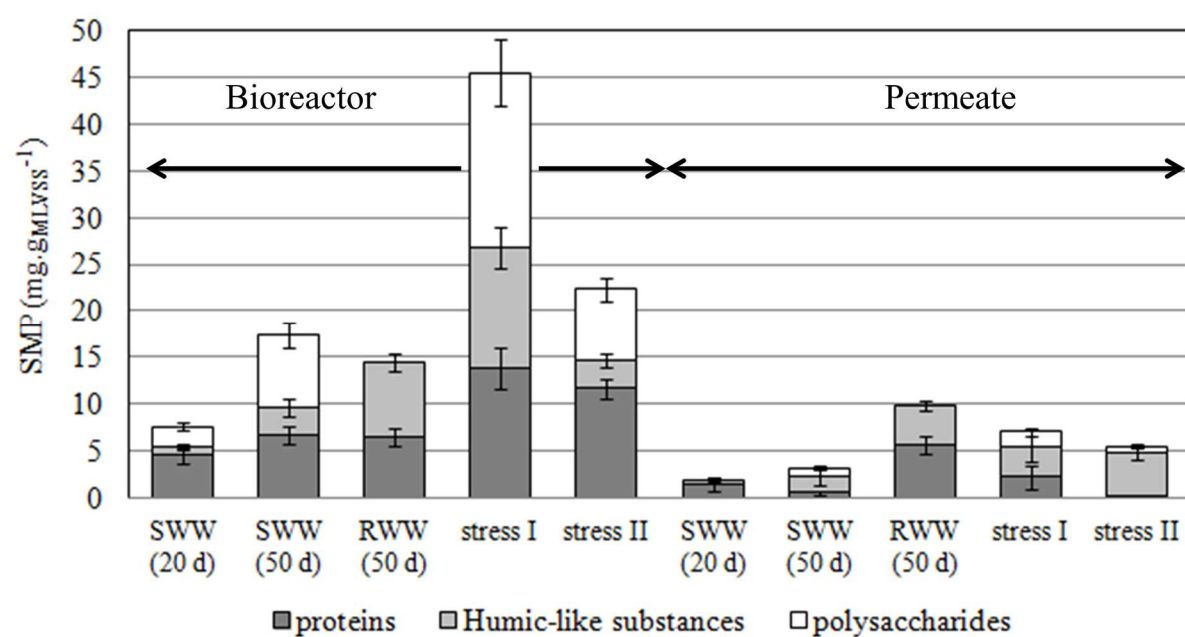 50
45
40
35
30
25
20
15
10
5
0
SMP (mg.gMLVSS-1)
Bioreactor
Permeate
SWW (20 d)
SWW (50 d)
RWW (50 d)
stress I
stress II
SWW (20 d)
SWW (50 d)
RWW (50 d)
stress I
stress II
proteins
Humic-like substances
polysaccharides